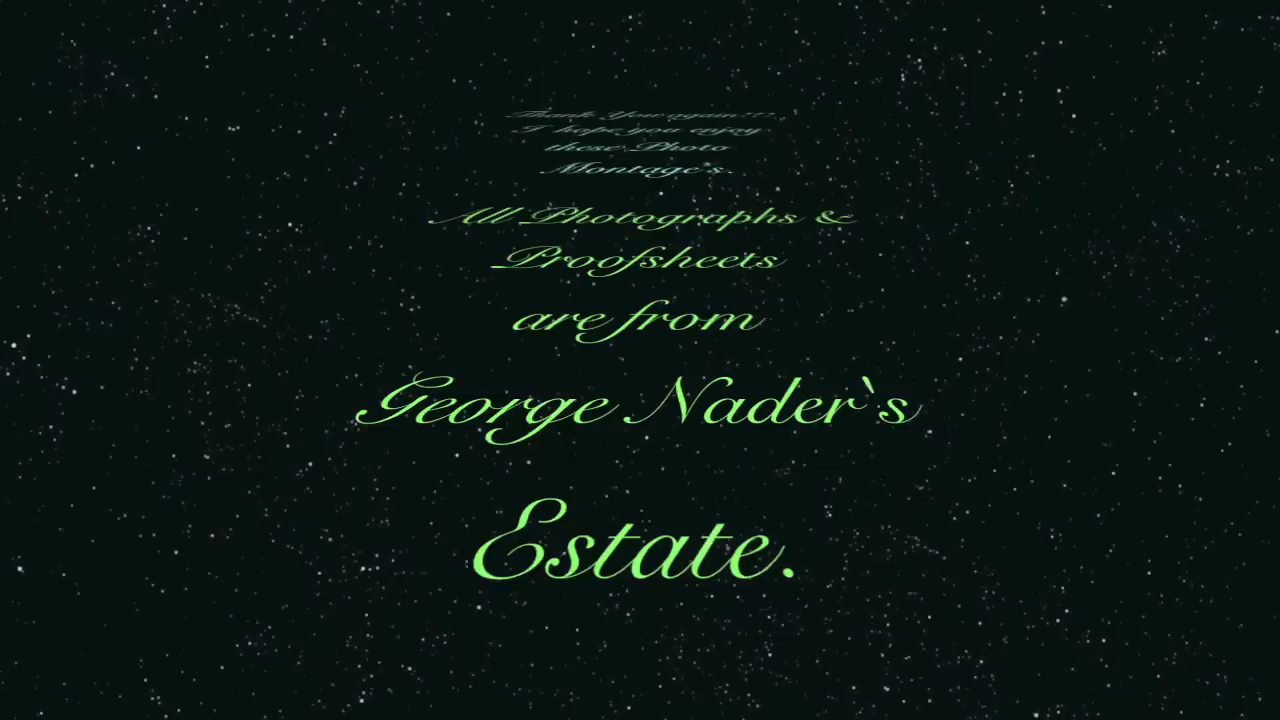 Thank You again!!!.
I hope you enjoy
these Photo
Montage's.
All Photographs &
Proofsheets
are from
George Nader`s
Estate.